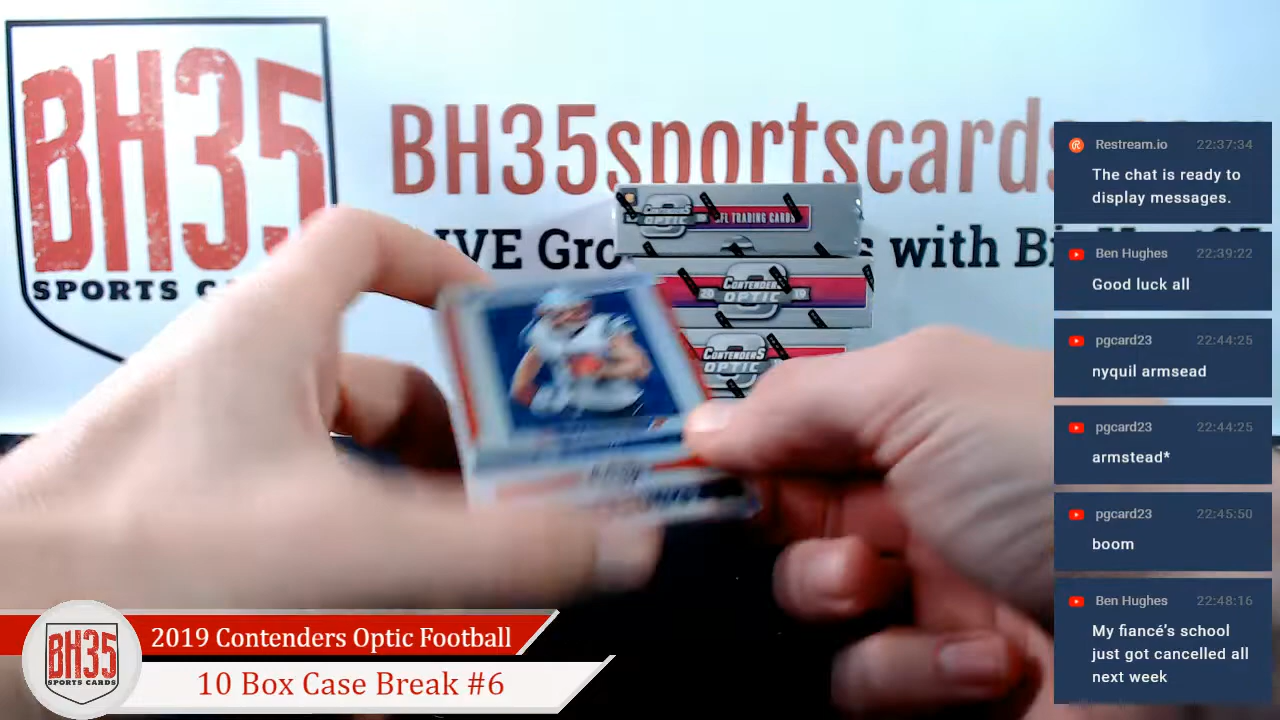 BH35
SPORTS C
BH35sportscards
LIVE Gro s with Bi
CONTENDERS
OPTIC
NFL TRADING CARDS
CONTENDERS
20 OPTIC 19
CONTENDERS
OPTIC
Restream.io 22:37:34
The chat is ready to
display messages.
Ben Hughes 22:39:22
Good luck all
pgcard23 22:44:25
nyquil armsead
pgcard23 22:44:25
armstead*
pgcard23 22:45:50
boom
Ben Hughes 22:48:16
My fiancé's school
just got cancelled all
next week
BH35
SPORTS CARDS
2019 Contenders Optic Football
10 Box Case Break #6